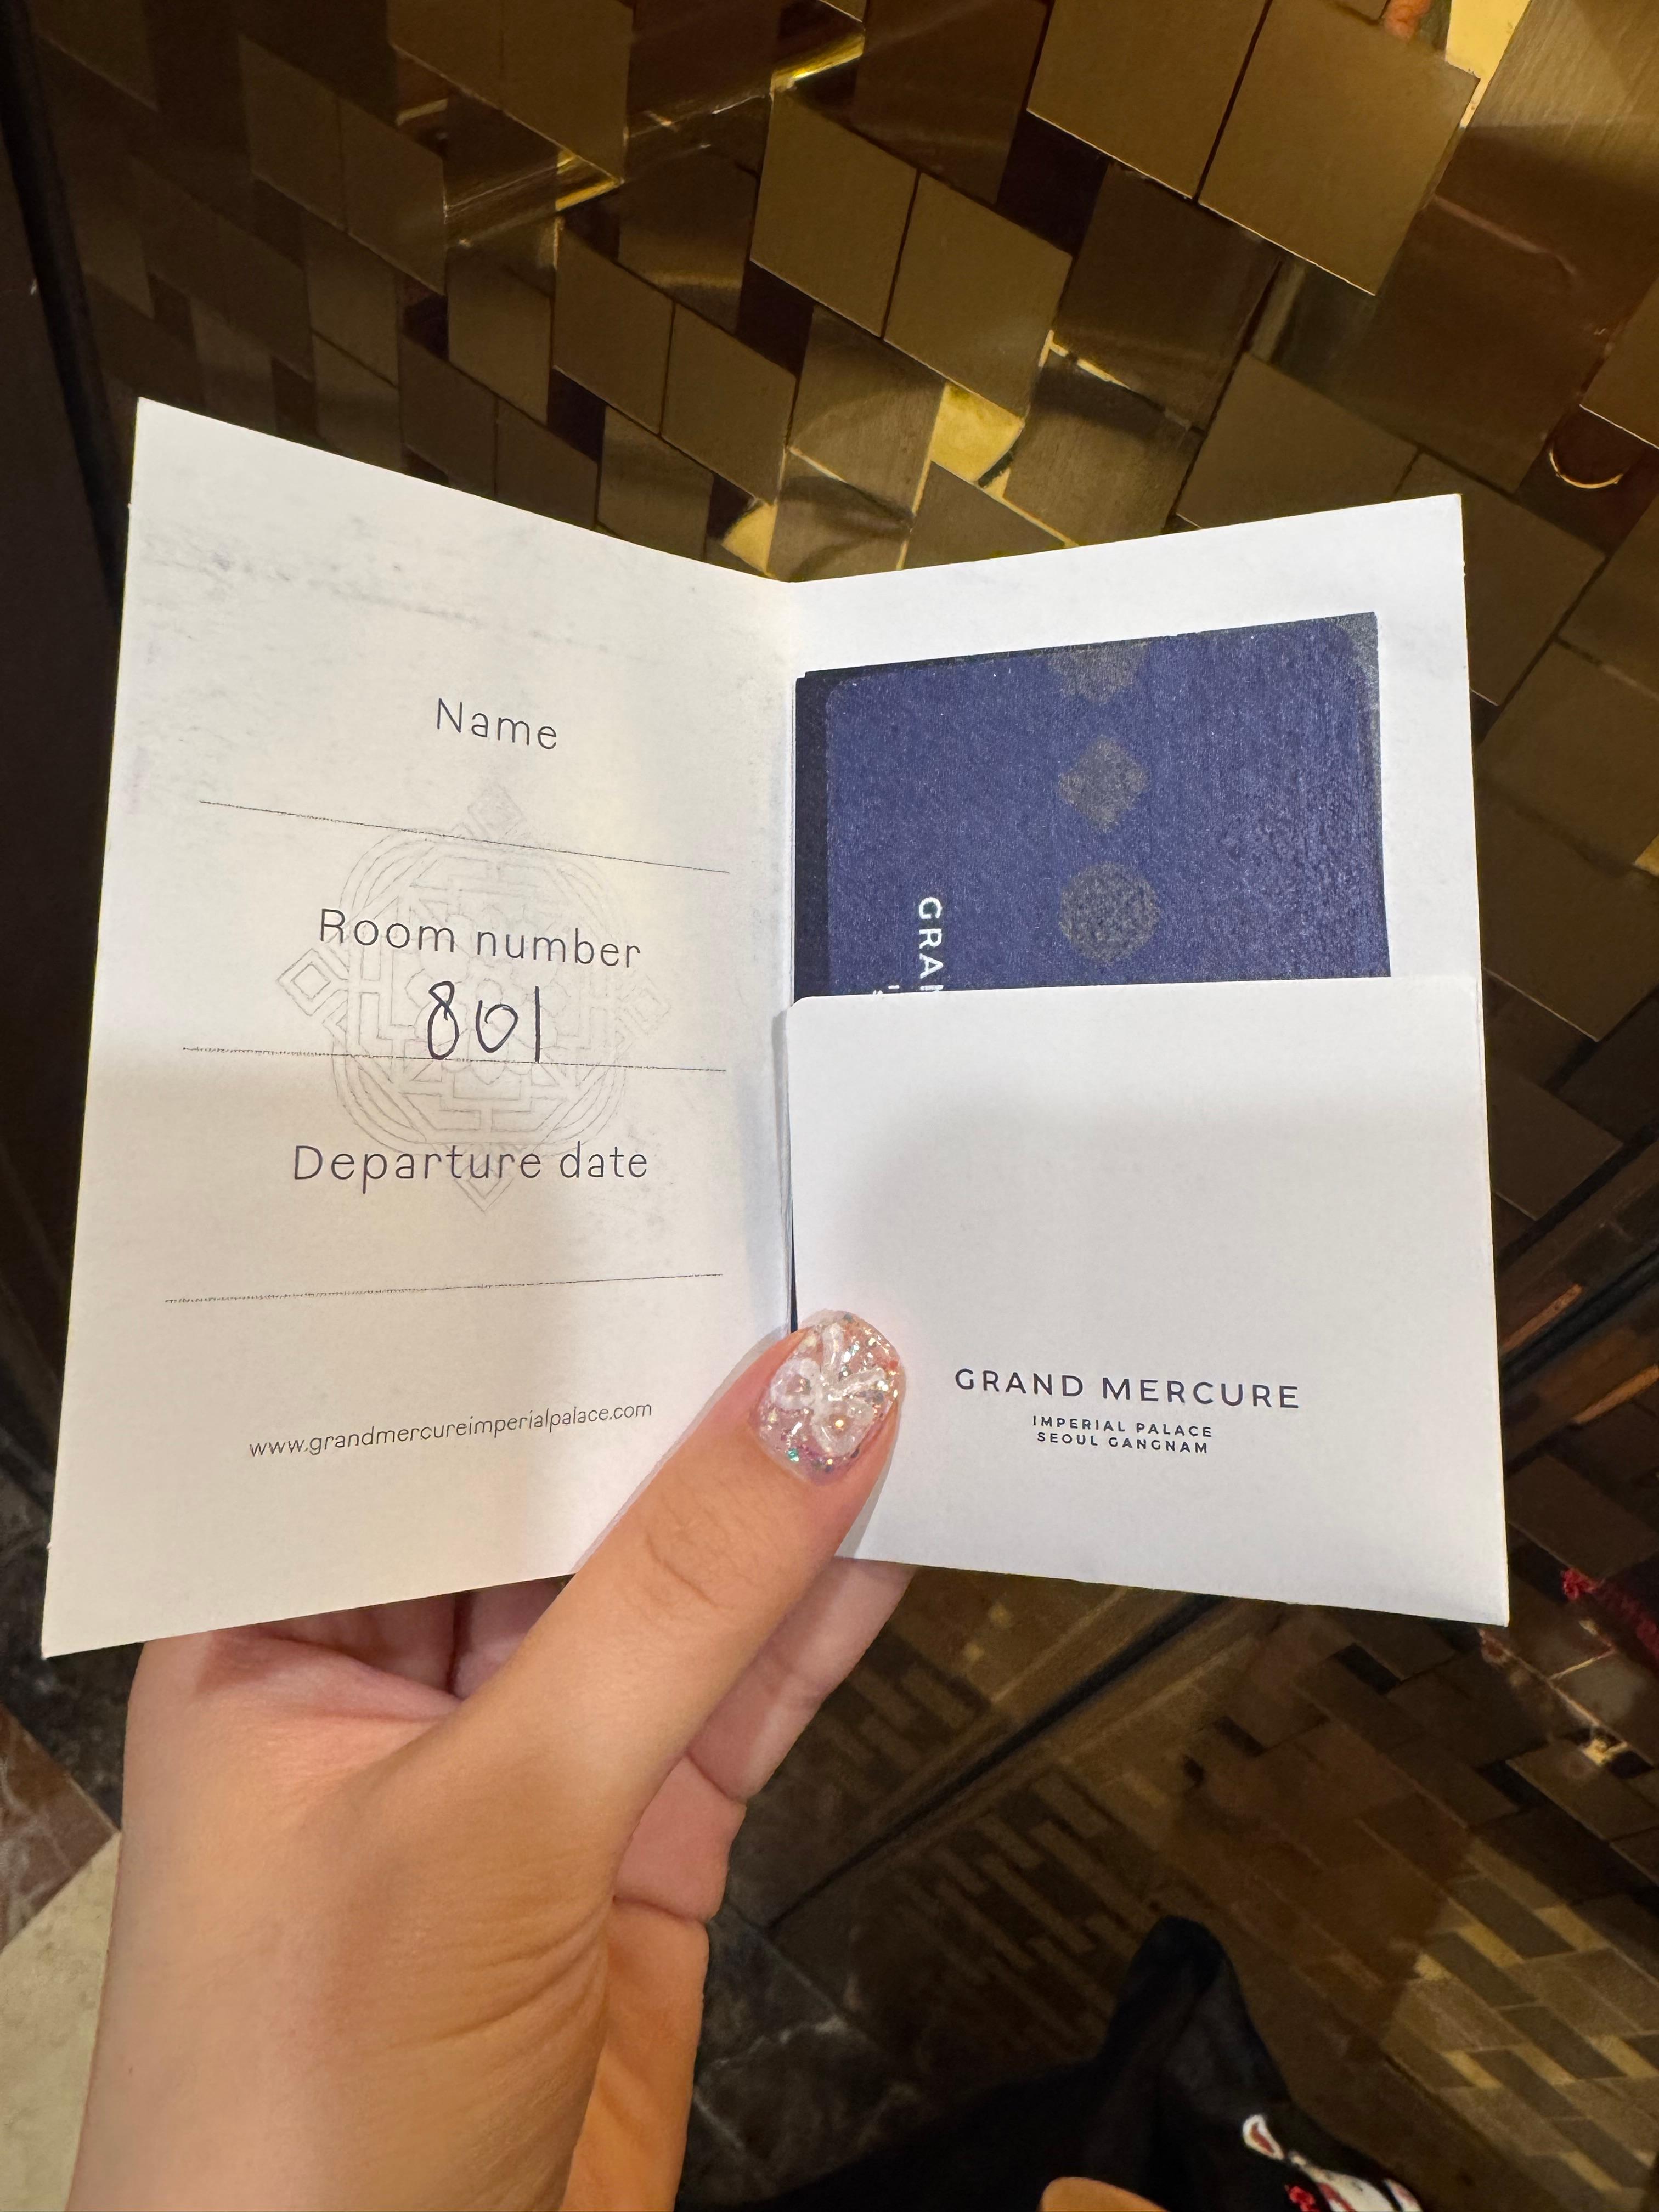 Name
Room number
801
Departure date
www.grandmercureimperialpalace.com
GRAND MERCURE
IMPERIAL PALACE
SEOUL GANGNAM